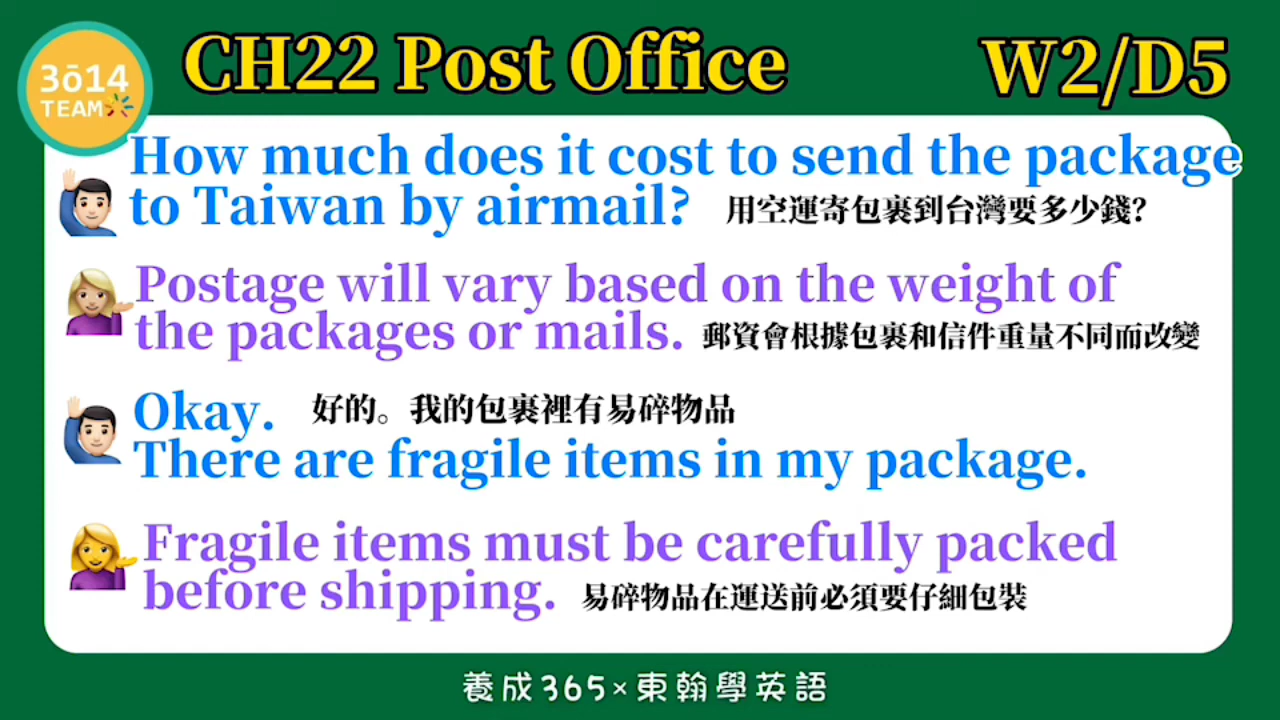 3ō14
TEAM
CH22 Post Office
W2/D5
How much does it cost to send the package
to Taiwan by airmail?
用空運寄包裹到台灣要多少錢?
Postage will vary based on the weight of
the packages or mails.
郵資會根據包裹和信件重量不同而改變
Okay.
好的。我的包裹裡有易碎物品
There are fragile items in my package.
Fragile items must be carefully packed
before shipping.
易碎物品在運送前必須要仔細包裝
養成365×東翰學英語